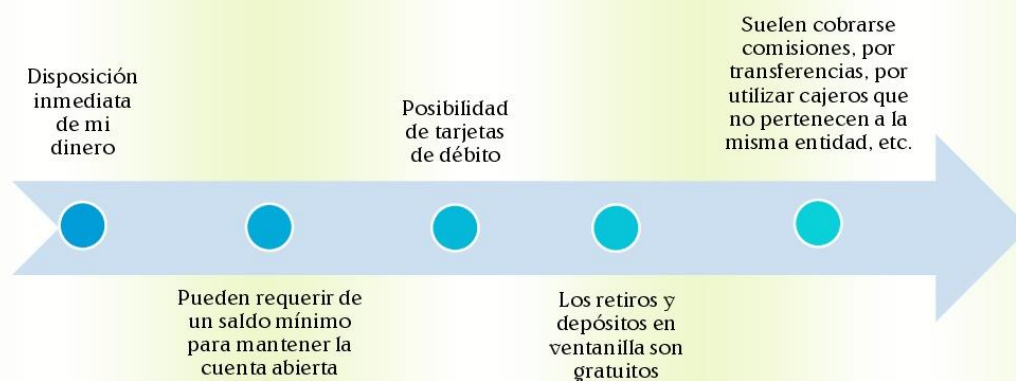 Disposición
inmediata
de mi
dinero
Pueden requerir de
un saldo mínimo
para mantener la
cuenta abierta
Posibilidad
de tarjetas
de débito
Los retiros y
depósitos en
ventanilla son
gratuitos
Suelen cobrarse
comisiones, por
transferencias, por
utilizar cajeros que
no pertenecen a la
misma entidad, etc.